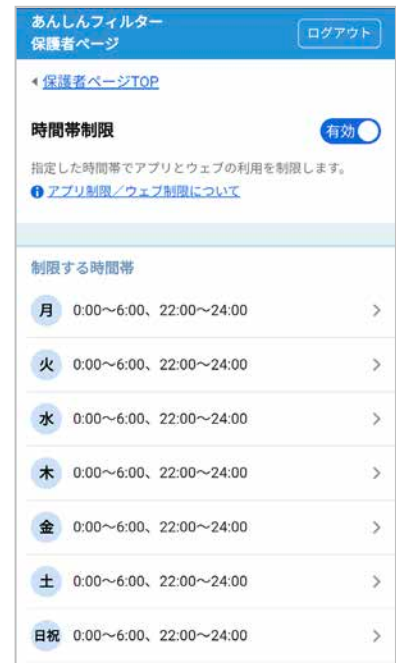 あんしんフィルター
保護者ページ
ログアウト
保護者ページTOP
時間帯制限
有効
指定した時間帯でアプリとウェブの利用を制限します。
アプリ制限／ウェブ制限について
制限する時間帯
月 0:00～6:00、22:00～24:00
火 0:00～6:00、22:00～24:00
水 0:00～6:00、22:00～24:00
木 0:00～6:00、22:00～24:00
金 0:00～6:00、22:00～24:00
土 0:00～6:00、22:00～24:00
日祝 0:00～6:00、22:00～24:00